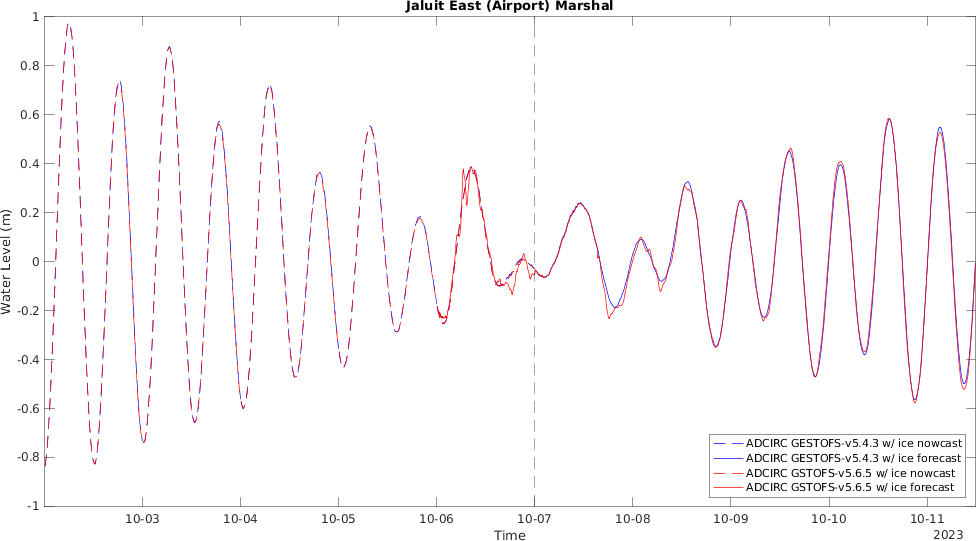 Jaluit East (Airport) Marshal
1
0.8
0.6
0.4
0.2
0
-0.2
-0.4
-0.6
-0.8
-1
Water Level (m)
ADCIRC GESTOFS-v5.4.3 w/ ice nowcast
ADCIRC GESTOFS-v5.4.3 w/ ice forecast
ADCIRC GSTOFS-v5.6.5 w/ ice nowcast
ADCIRC GSTOFS-v5.6.5 w/ ice forecast
10-03 10-04 10-05 10-06 10-07 10-08 10-09 10-10 10-11
Time
2023